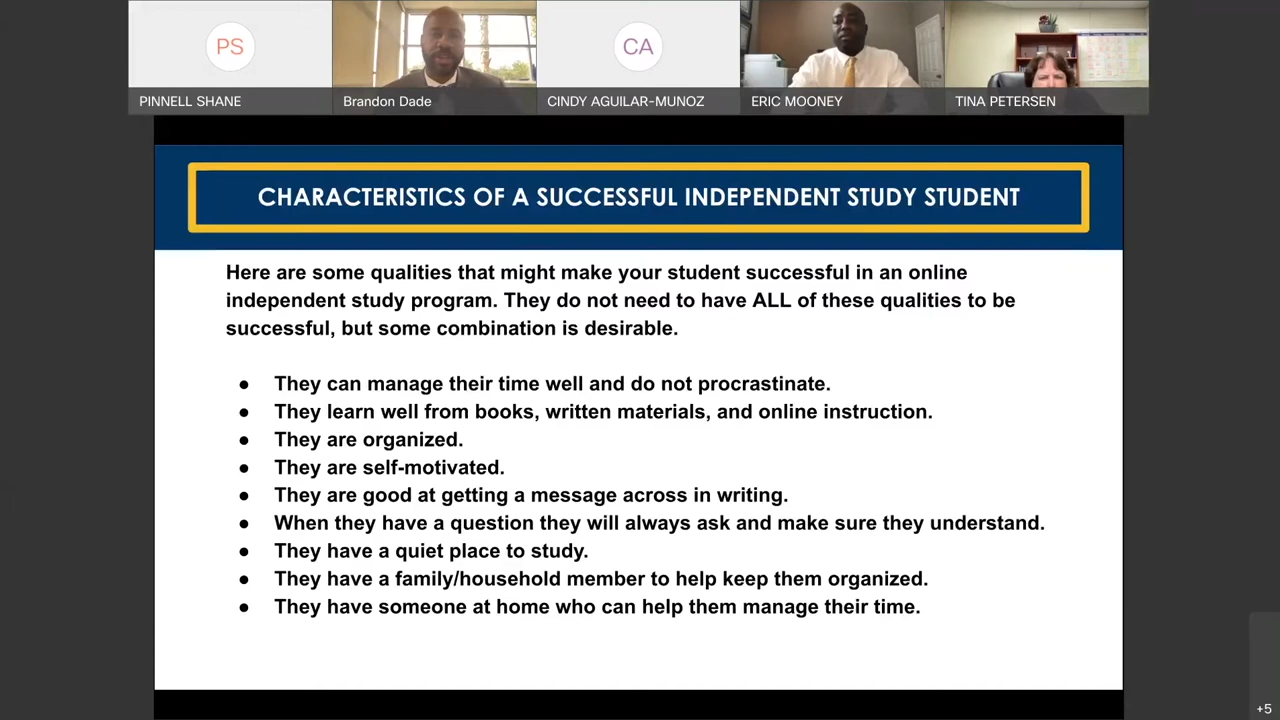 PS
CA
PINNELL SHANE
Brandon Dade
CINDY AGUILAR-MUNOZ
ERIC MOONEY
TINA PETERSEN
CHARACTERISTICS OF A SUCCESSFUL INDEPENDENT STUDY STUDENT
Here are some qualities that might make your student successful in an online
independent study program. They do not need to have ALL of these qualities to be
successful, but some combination is desirable.
● They can manage their time well and do not procrastinate.
● They learn well from books, written materials, and online instruction.
● They are organized.
● They are self-motivated.
● They are good at getting a message across in writing.
● When they have a question they will always ask and make sure they understand.
● They have a quiet place to study.
● They have a family/household member to help keep them organized.
● They have someone at home who can help them manage their time.
+5